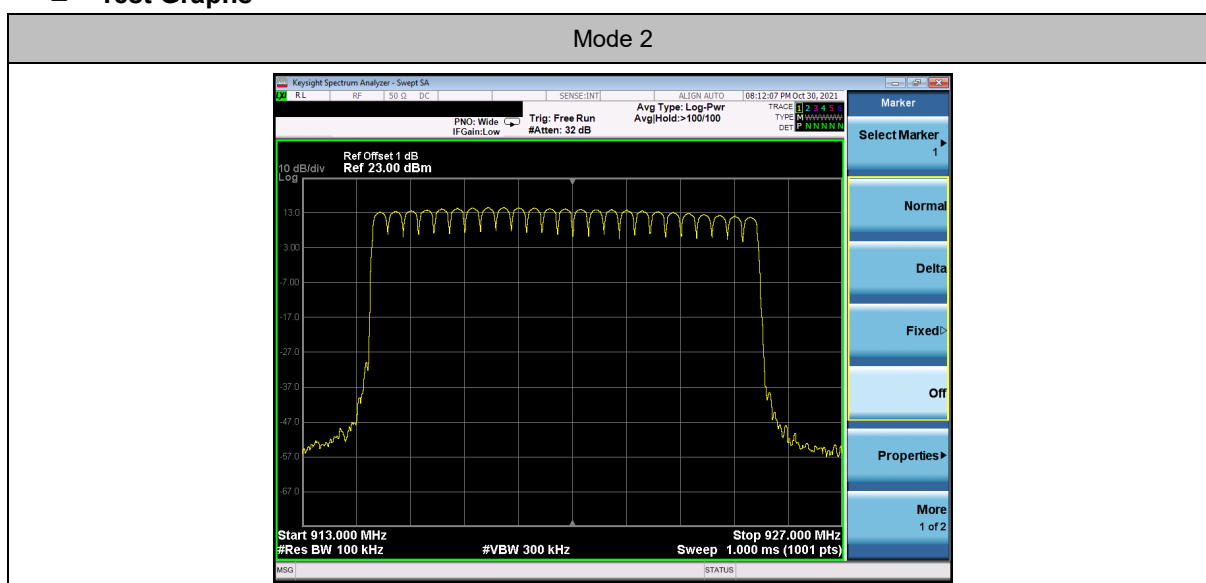 Mode 2
Keysight Spectrum Analyzer - Swept SA
RL RF 50 Ω DC SENSE:INT ALIGN AUTO 08:12:07 PM Oct 30, 2021
Avg Type: Log-Pwr TRACE 1 2 3 4 5 6
PNO: Wide Trig: Free Run Avg|Hold:>100/100 TYPE M WWWWW
IFGain:Low #Atten: 32 dB DET P N N N N N
Ref Offset 1 dB
10 dB/div Ref 23.00 dBm
Log
13.0
3.00
-7.00
-17.0
-27.0
-37.0
-47.0
-57.0
-67.0
Start 913.000 MHz Stop 927.000 MHz
#Res BW 100 kHz #VBW 300 kHz Sweep 1.000 ms (1001 pts)
MSG STATUS
Marker
Select Marker
1
Normal
Delta
Fixed
Off
Properties
More
1 of 2